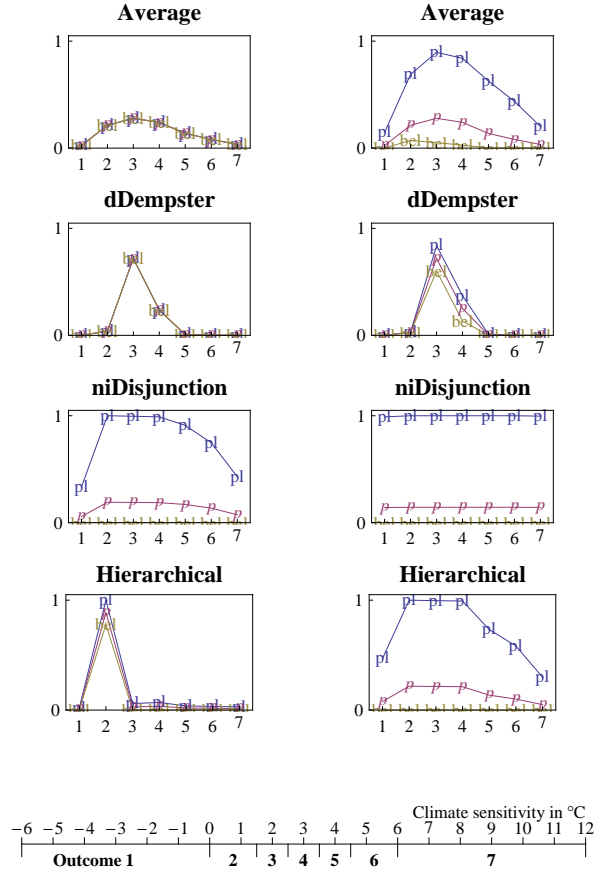 Average Average
1 1
0 0
1 2 3 4 5 6 7 1 2 3 4 5 6 7
pl pl pl pl pl pl pl
p p p p p p p
bel bel bel
dDempster dDempster
1 1
0 0
1 2 3 4 5 6 7 1 2 3 4 5 6 7
pl pl
p p
bel bel
niDisjunction niDisjunction
1 1
0 0
1 2 3 4 5 6 7 1 2 3 4 5 6 7
pl pl pl pl pl pl pl pl pl pl pl pl pl pl
p p p p p p p p p p p p p p
Hierarchical Hierarchical
1 1
0 0
1 2 3 4 5 6 7 1 2 3 4 5 6 7
pl pl pl pl pl pl pl pl
p p p p p p p p
bel
Climate sensitivity in °C
−6 −5 −4 −3 −2 −1 0 1 2 3 4 5 6 7 8 9 10 11 12
Outcome 1 2 3 4 5 6 7